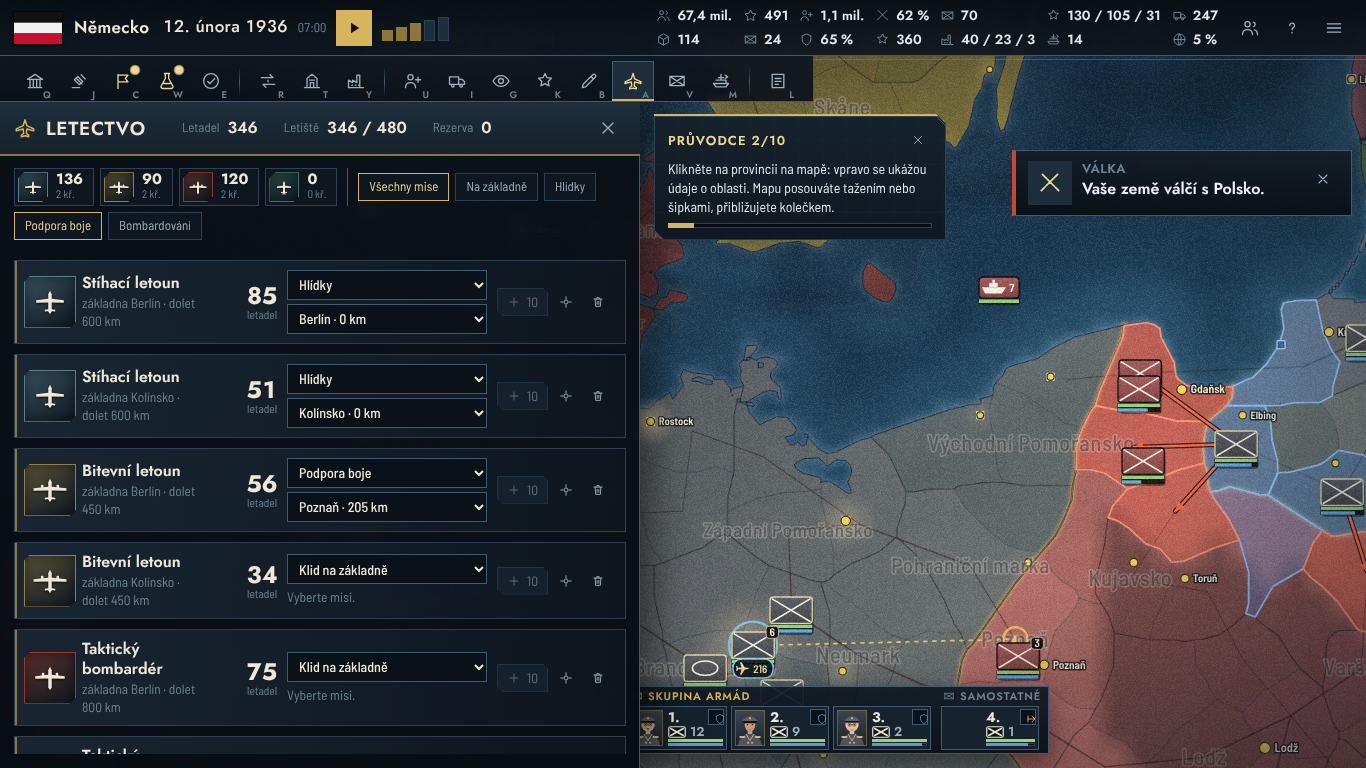 Německo
12. února 1936
07:00
67,4 mil.
491
1,1 mil.
62 %
70
130 / 105 / 31
247
114
24
65 %
360
40 / 23 / 3
14
5 %
?
Q
J
C
W
E
R
T
Y
U
I
G
K
B
A
V
M
L
LETECTVO
Letadel 346
Letiště 346 / 480
Rezerva 0
136
2 kř.
90
2 kř.
120
2 kř.
0
0 kř.
Všechny mise
Na základně
Hlídky
Podpora boje
Bombardování
Stíhací letoun
základna Berlín · dolet
600 km
85
letadel
Hlídky
Berlín · 0 km
+ 10
Stíhací letoun
základna Kolínsko ·
dolet 600 km
51
letadel
Hlídky
Kolínsko · 0 km
+ 10
Bitevní letoun
základna Berlín · dolet
450 km
56
letadel
Podpora boje
Poznaň · 205 km
+ 10
Bitevní letoun
základna Kolínsko ·
dolet 450 km
34
letadel
Klid na základně
Vyberte misi.
+ 10
Taktický
bombardér
základna Berlín · dolet
800 km
75
letadel
Klid na základně
Vyberte misi.
+ 10
Taktický
PRŮVODCE 2/10
Klikněte na provincii na mapě: vpravo se ukážou
údaje o oblasti. Mapu posouváte tažením nebo
šipkami, přibližujete kolečkem.
VÁLKA
Vaše země válčí s Polsko.
Skåne
7
Rostock
Gdaňsk
Elbing
Východní Pomořansko
Západní Pomořansko
Pohraniční marka
Kujavsko
Toruň
Neumark
Poznaň
3
Poznaň
6
216
Lodž
Lodž
SKUPINA ARMÁD
SAMOSTATNÉ
1.
12
2.
9
3.
2
4.
1